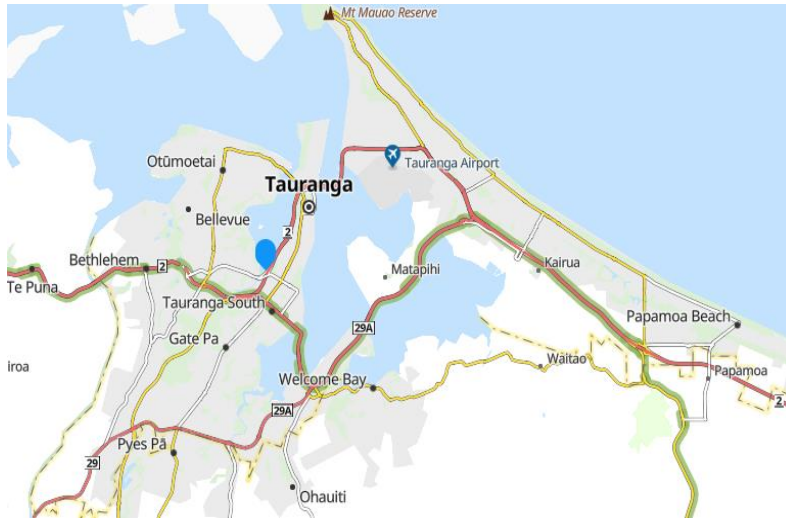 Mt Mauao Reserve
Otūmoetai
Tauranga Airport
Tauranga
Bellevue
2
Bethlehem
2
Te Puna
Matapihi
Kairua
Tauranga South
Papamoa Beach
29A
Gate Pa
iroa
Waitao
Papamoa
Welcome Bay
29A
2
Pyes Pā
29
Ohauiti